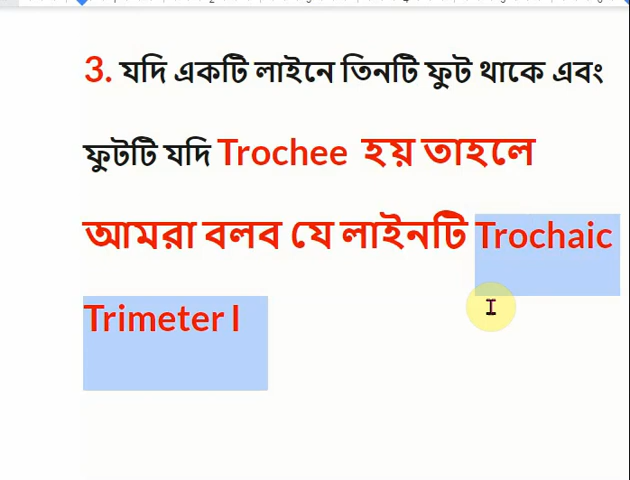 3. যদি একটি লাইনে তিনটি ফুট থাকে এবং
ফুটটি যদি Trochee হয় তাহলে
আমরা বলব যে লাইনটি Trochaic
Trimeter I